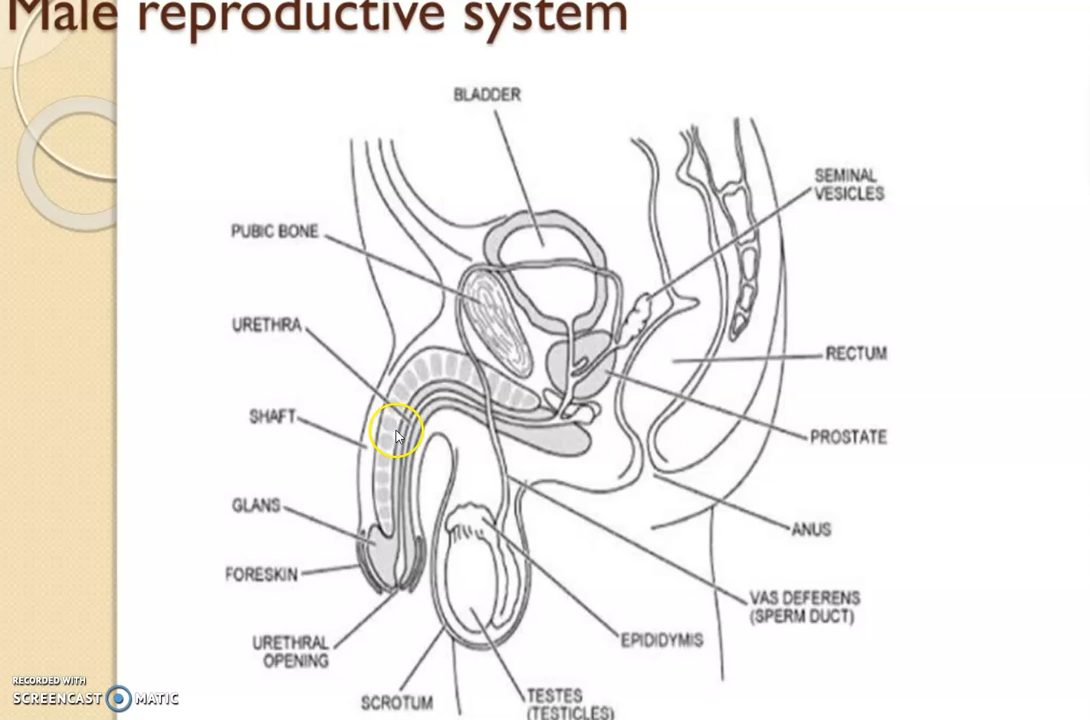 Male reproductive system
BLADDER
SEMINAL
VESICLES
PUBIC BONE
URETHRA
RECTUM
SHAFT
PROSTATE
GLANS
ANUS
FORESKIN
VAS DEFERENS
(SPERM DUCT)
URETHRAL
OPENING
EPIDIDYMIS
SCROTUM
TESTES
(TESTICLES)
RECORDED WITH
SCREENCAST MATIC